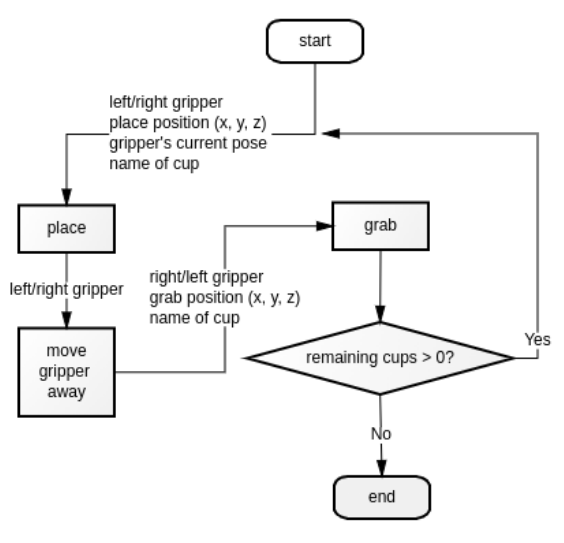 start
left/right gripper
place position (x, y, z)
gripper's current pose
name of cup
place
grab
left/right gripper
right/left gripper
grab position (x, y, z)
name of cup
move
gripper
away
remaining cups > 0?
Yes
No
end